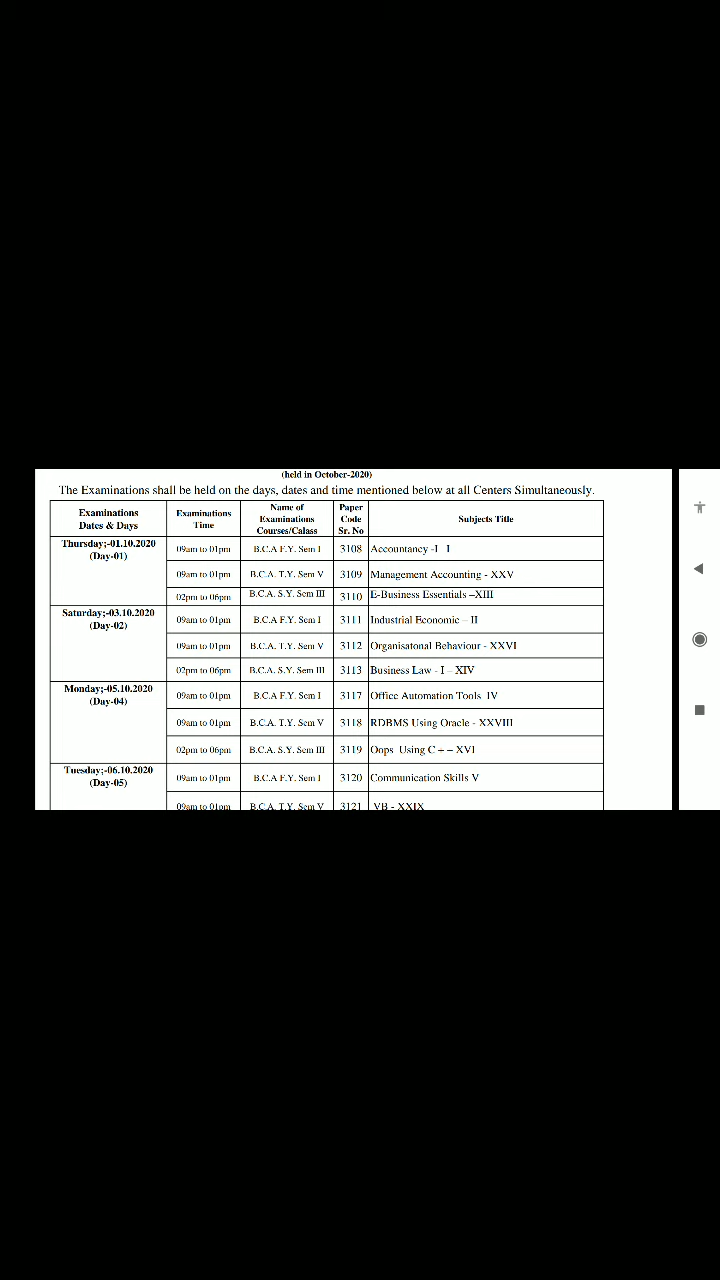 (held in October-2020)
The Examinations shall be held on the days, dates and time mentioned below at all Centers Simultaneously.
Examinations Dates & Days Examinations Time Name of Examinations Courses/Calass Paper Code Sr. No Subjects Title
Thursday;-01.10.2020 (Day-01) 09am to 01pm B.C.A F.Y. Sem I 3108 Accountancy -I I
09am to 01pm B.C.A. T.Y. Sem V 3109 Management Accounting - XXV
02pm to 06pm B.C.A. S.Y. Sem III 3110 E-Business Essentials –XIII
Saturday;-03.10.2020 (Day-02) 09am to 01pm B.C.A F.Y. Sem I 3111 Industrial Economic – II
09am to 01pm B.C.A. T.Y. Sem V 3112 Organisatonal Behaviour - XXVI
02pm to 06pm B.C.A. S.Y. Sem III 3113 Business Law - I – XIV
Monday;-05.10.2020 (Day-04) 09am to 01pm B.C.A F.Y. Sem I 3117 Office Automation Tools IV
09am to 01pm B.C.A. T.Y. Sem V 3118 RDBMS Using Oracle - XXVIII
02pm to 06pm B.C.A. S.Y. Sem III 3119 Oops Using C + – XVI
Tuesday;-06.10.2020 (Day-05) 09am to 01pm B.C.A F.Y. Sem I 3120 Communication Skills V
09am to 01pm B.C.A. T.Y. Sem V 3121 VB - XXIX